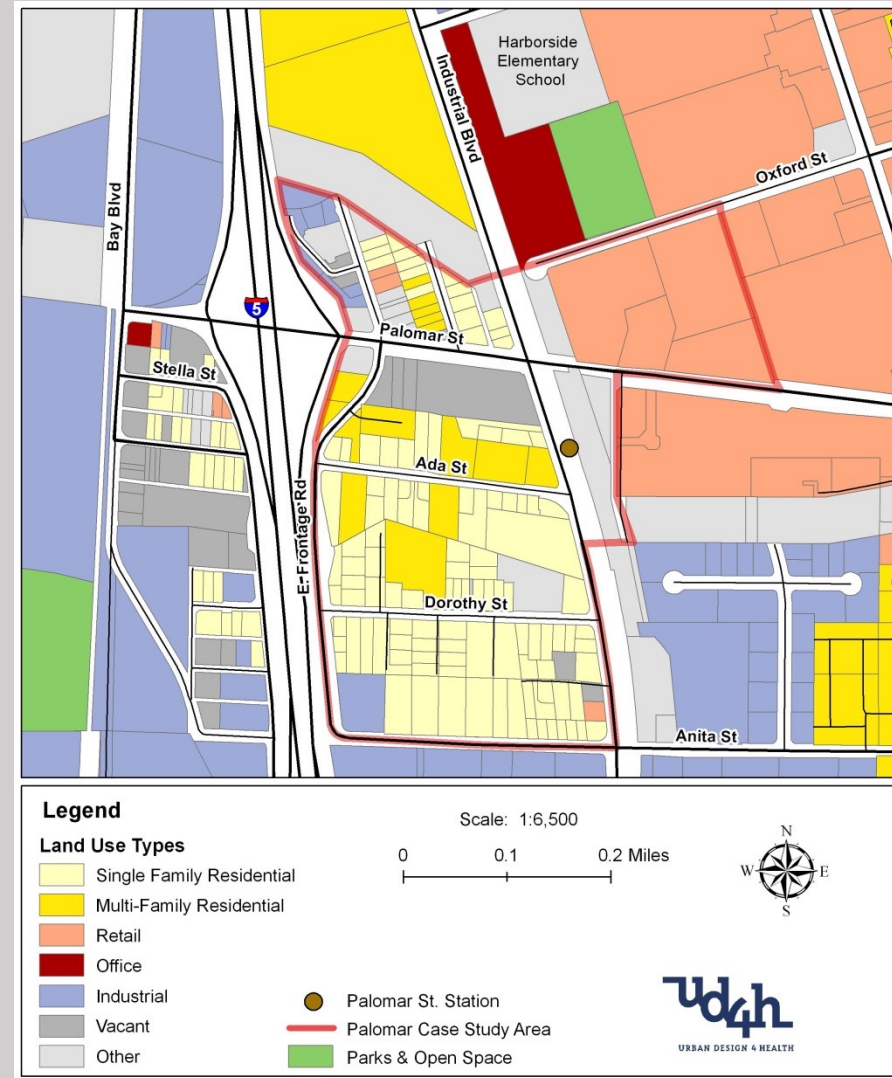 Harborside
Elementary
School
Industrial Blvd
Oxford St
Bay Blvd
5
Palomar St
Stella St
Ada St
E. Frontage Rd
Dorothy St
Anita St
Legend
Land Use Types
Single Family Residential
Multi-Family Residential
Retail
Office
Industrial
Vacant
Other
Scale: 1:6,500
0 0.1 0.2 Miles
Palomar St. Station
Palomar Case Study Area
Parks & Open Space
N
W E
S
ud4h
URBAN DESIGN 4 HEALTH